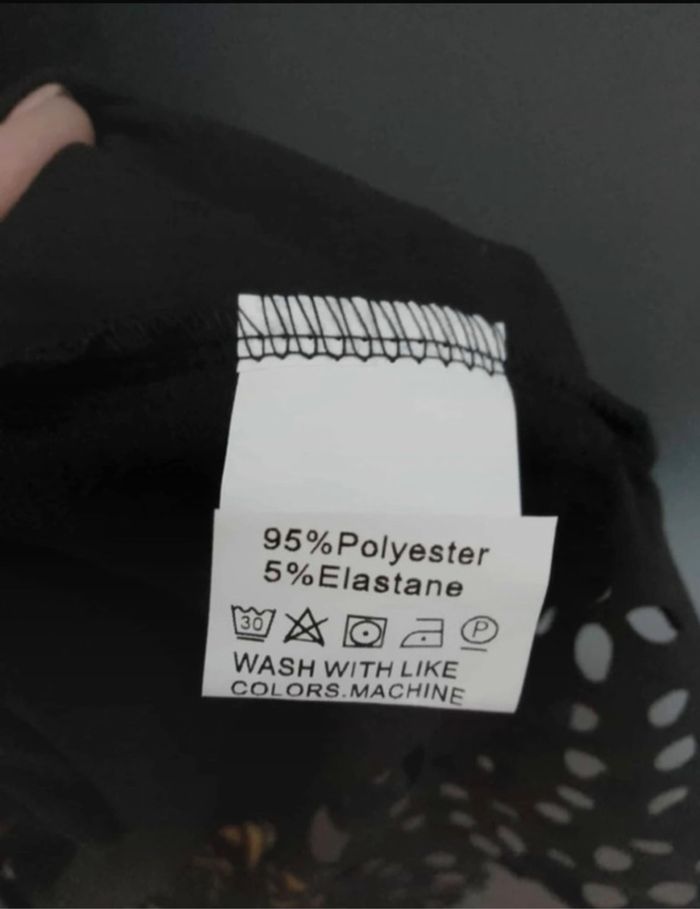 95%Polyester
5%Elastane
30 P
WASH WITH LIKE
COLORS.MACHINE